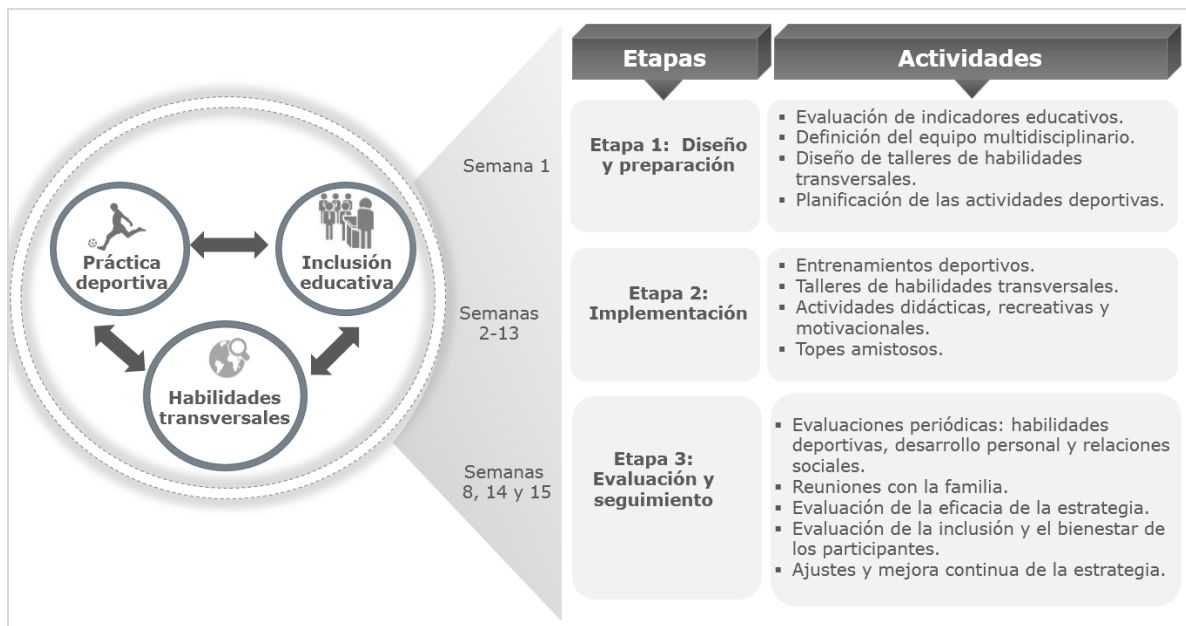 Práctica
deportiva
Inclusión
educativa
Habilidades
transversales
Semana 1
Semanas
2-13
Semanas
8, 14 y 15
Etapas
Actividades
Etapa 1: Diseño
y preparación
▪ Evaluación de indicadores educativos.
▪ Definición del equipo multidisciplinario.
▪ Diseño de talleres de habilidades
transversales.
▪ Planificación de las actividades deportivas.
Etapa 2:
Implementación
▪ Entrenamientos deportivos.
▪ Talleres de habilidades transversales.
▪ Actividades didácticas, recreativas y
motivacionales.
▪ Topes amistosos.
Etapa 3:
Evaluación y
seguimiento
▪ Evaluaciones periódicas: habilidades
deportivas, desarrollo personal y relaciones
sociales.
▪ Reuniones con la familia.
▪ Evaluación de la eficacia de la estrategia.
▪ Evaluación de la inclusión y el bienestar de
los participantes.
▪ Ajustes y mejora continua de la estrategia.